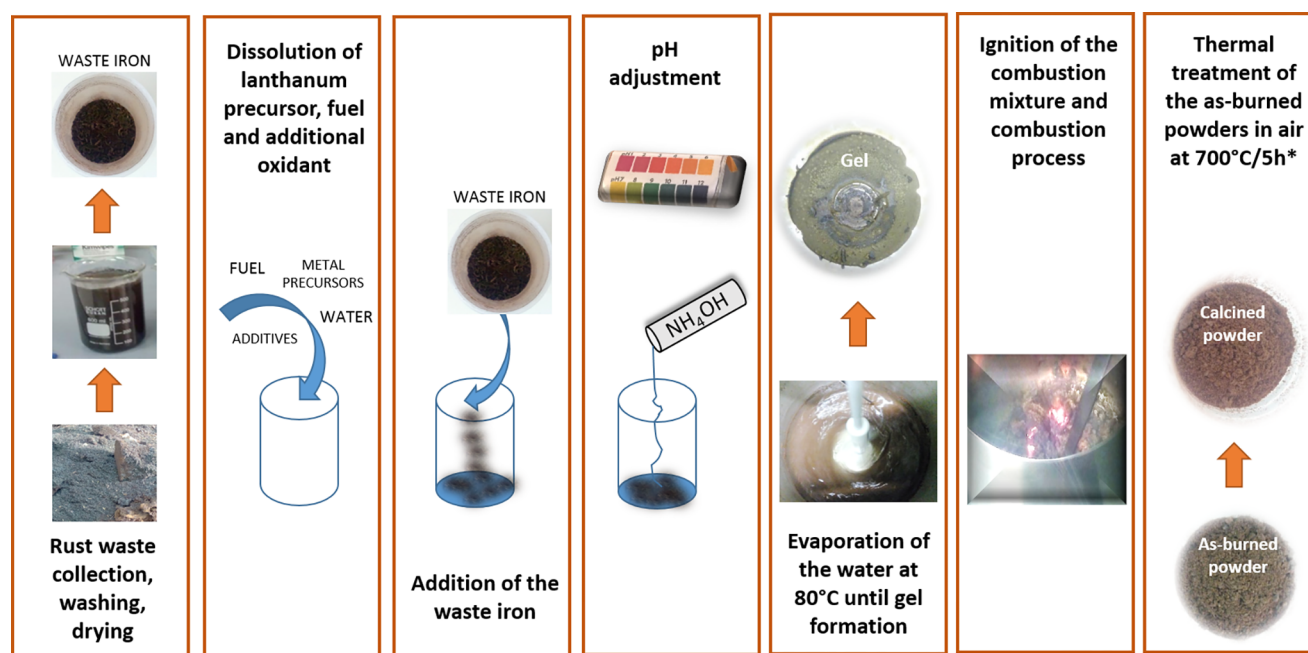 WASTE IRON
Rust waste
collection,
washing,
drying
Dissolution of
lanthanum
precursor, fuel
and additional
oxidant
FUEL
METAL
PRECURSORS
WATER
ADDITIVES
WASTE IRON
Addition of the
waste iron
pH
adjustment
NH₄OH
Gel
Evaporation of
the water at
80°C until gel
formation
Ignition of the
combustion
mixture and
combustion
process
Thermal
treatment of
the as-burned
powders in air
at 700°C/5h*
Calcined
powder
As-burned
powder